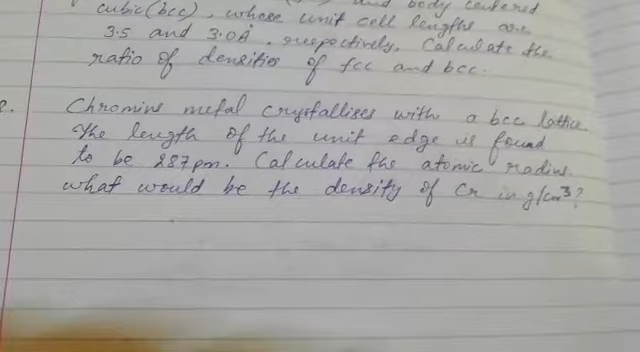 and body centered
cubic (bcc), whose unit cell lengths are
3.5 and 3.0A°, respectively. Calculate the
ratio of densities of fcc and bcc.
Chromine metal crystallises with a bcc lattice.
The length of the unit edge is found
to be 287pm. Calculate the atomic radius.
what would be the density of Cr in g/cm³?